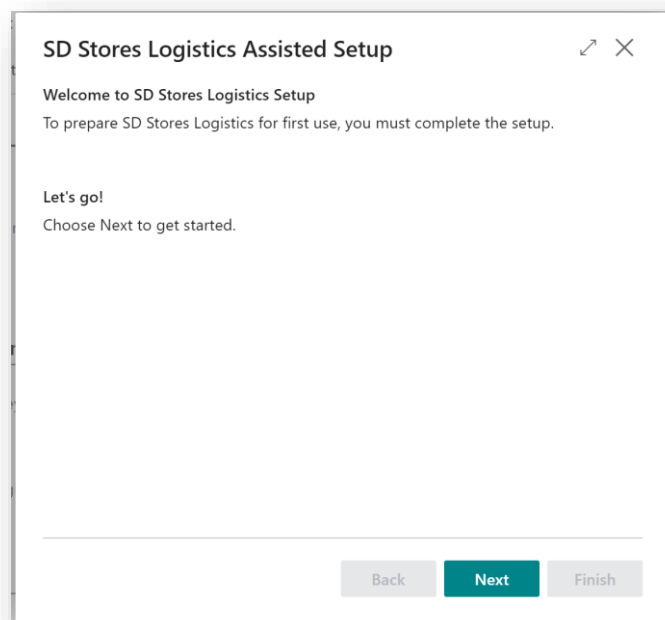 SD Stores Logistics Assisted Setup
Welcome to SD Stores Logistics Setup
To prepare SD Stores Logistics for first use, you must complete the setup.
Let's go!
Choose Next to get started.
Back Next Finish